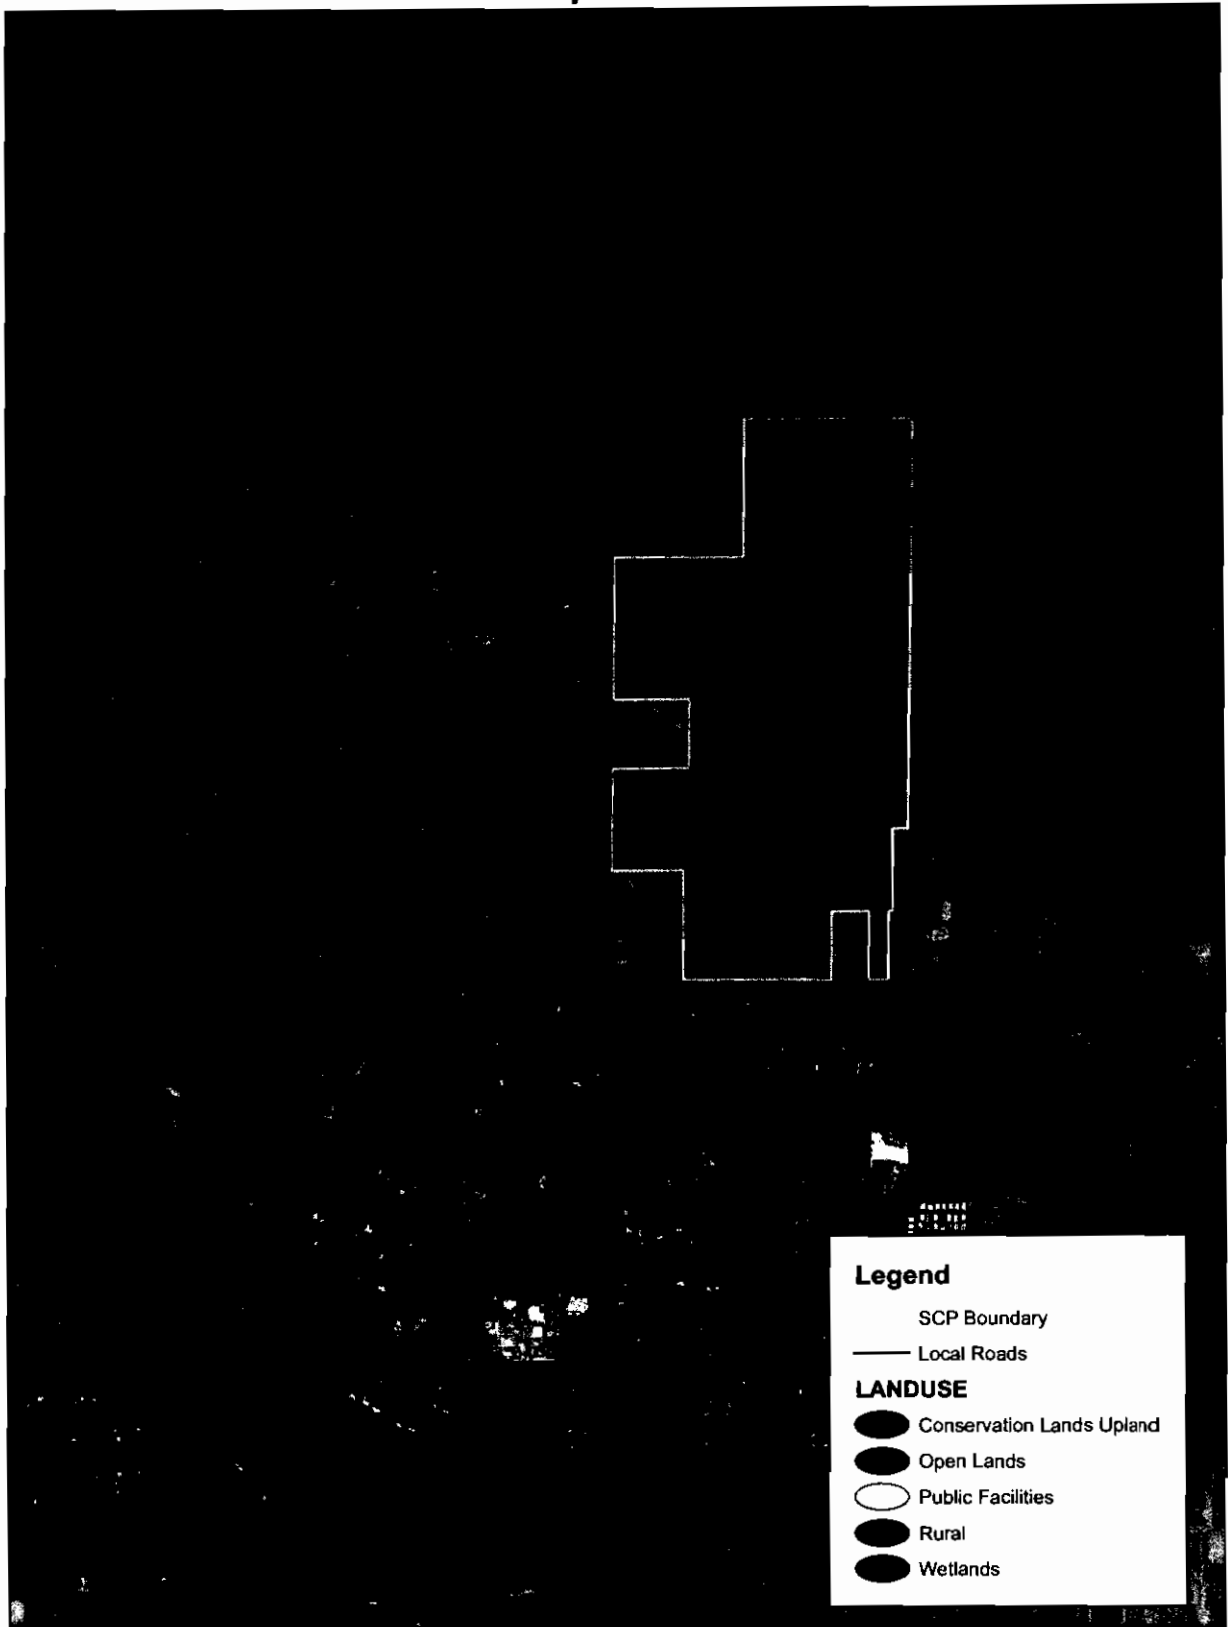 Legend
SCP Boundary
Local Roads
LANDUSE
Conservation Lands Upland
Open Lands
Public Facilities
Rural
Wetlands